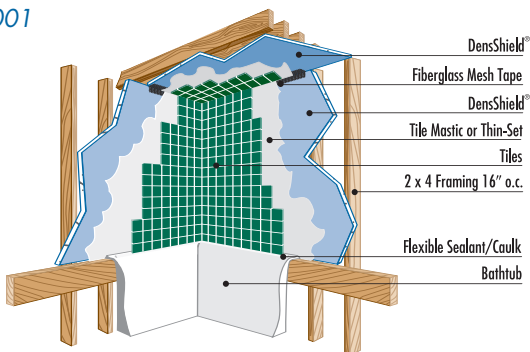 001
DensShield®
Fiberglass Mesh Tape
DensShield®
Tile Mastic or Thin-Set
Tiles
2 x 4 Framing 16" o.c.
Flexible Sealant/Caulk
Bathtub